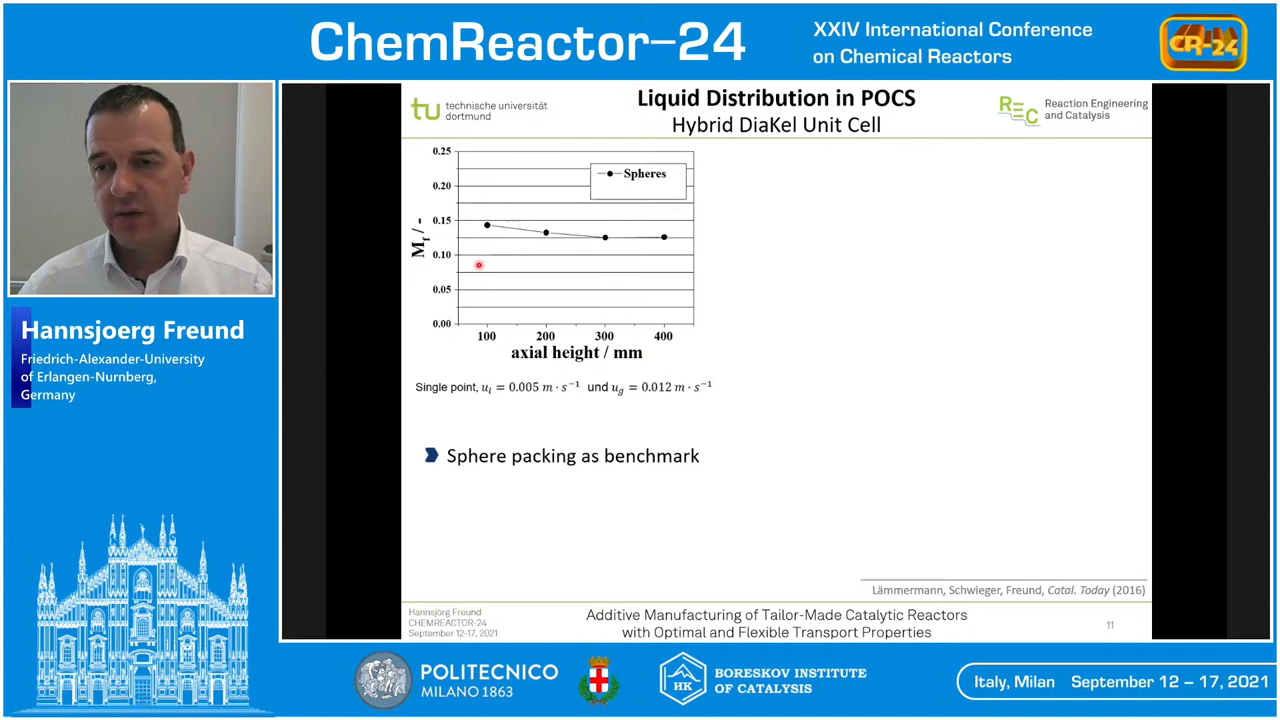 ChemReactor-24
XXIV International Conference
on Chemical Reactors
CR-24
technische universität
dortmund
Liquid Distribution in POCS
Hybrid DiaKel Unit Cell
REC
Reaction Engineering
and Catalysis
Hannsjoerg Freund
Friedrich-Alexander-University
of Erlangen-Nurnberg,
Germany
0.25
0.20
0.15
0.10
0.05
0.00
Mf / -
Spheres
100 200 300 400
axial height / mm
Single point, ul = 0.005 m · s⁻¹ und ug = 0.012 m · s⁻¹
Sphere packing as benchmark
Lämmermann, Schwieger, Freund, Catal. Today (2016)
Hannsjörg Freund
CHEMREACTOR-24
September 12-17, 2021
Additive Manufacturing of Tailor-Made Catalytic Reactors
with Optimal and Flexible Transport Properties
11
POLITECNICO
MILANO 1863
HK
BORESKOV INSTITUTE
OF CATALYSIS
Italy, Milan September 12 – 17, 2021